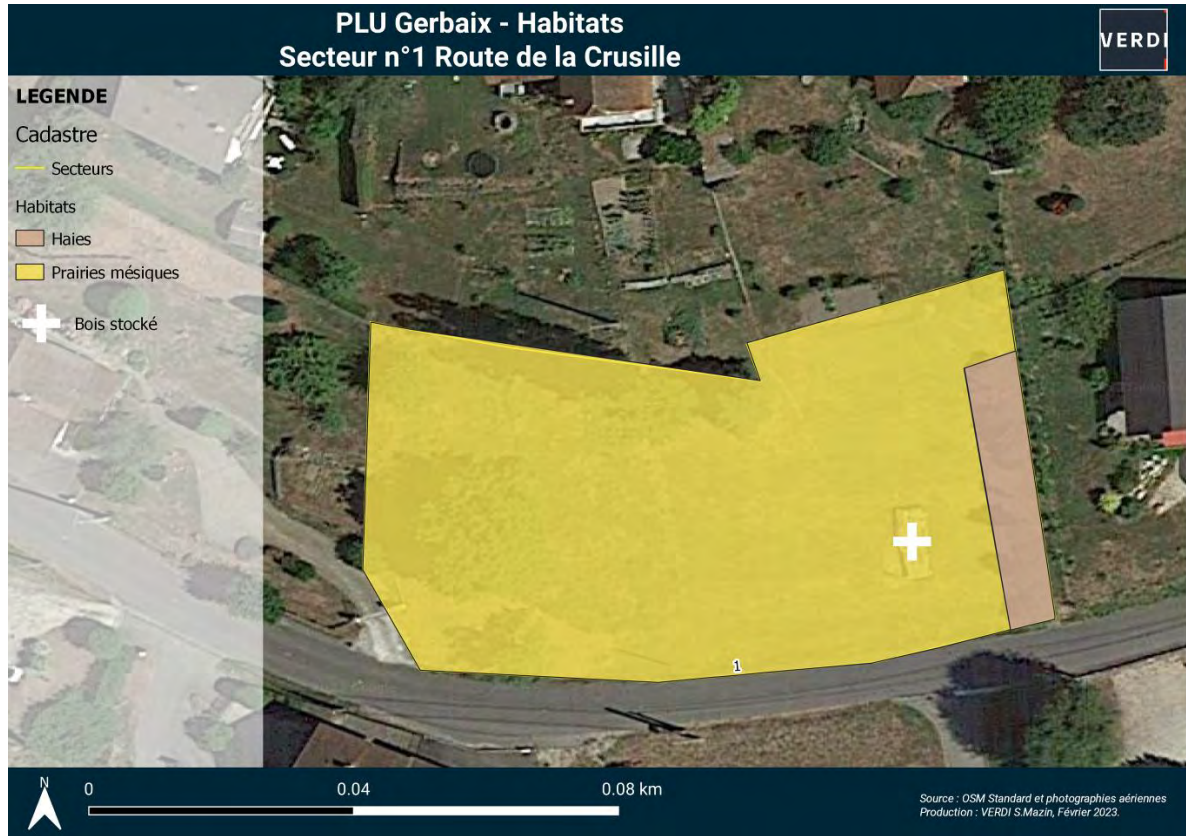 PLU Gerbaix - Habitats
Secteur n°1 Route de la Crusille
VERDI
LEGENDE
Cadastre
Secteurs
Habitats
Haies
Prairies mésiques
Bois stocké
1
N
0
0.04
0.08 km
Source : OSM Standard et photographies aériennes
Production : VERDI S.Mazin, Février 2023.